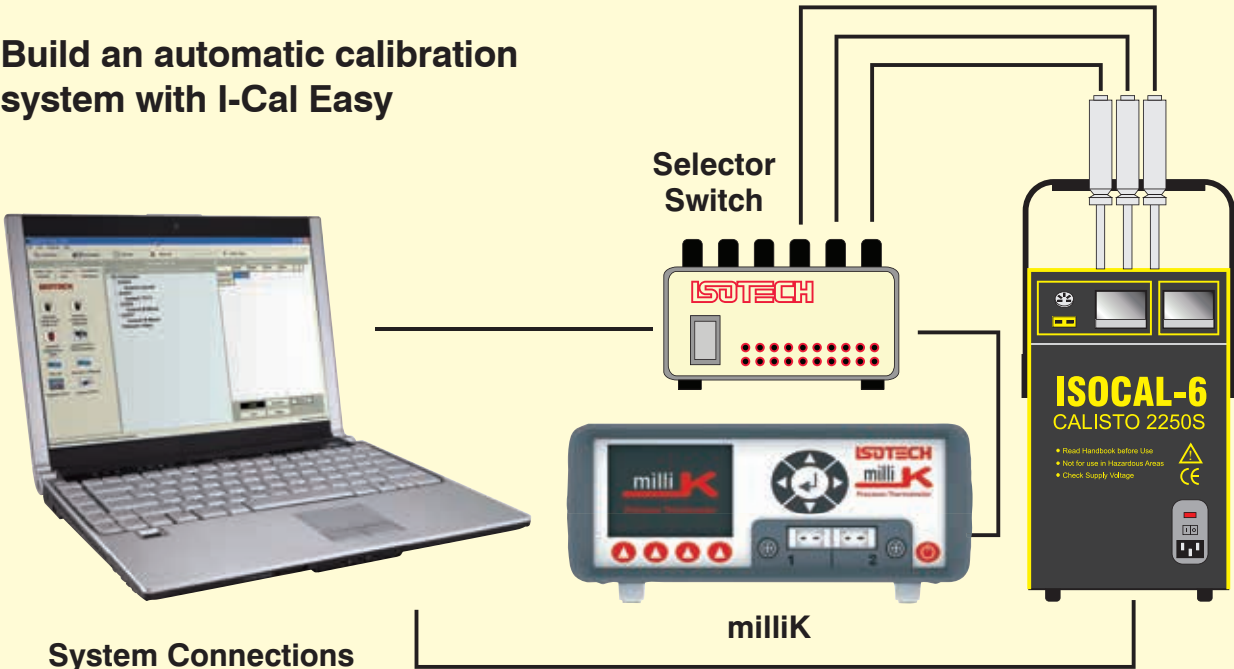 Build an automatic calibration
system with I-Cal Easy
Selector
Switch
ISOTECH
ISOCAL-6
CALISTO 2250S
Read Handbook before Use
Not for use in Hazardous Areas
Check Supply Voltage
CE
ISOTECH
milli K
Precision Thermometer
milli K
Precision Thermometer
1 2
milliK
System Connections